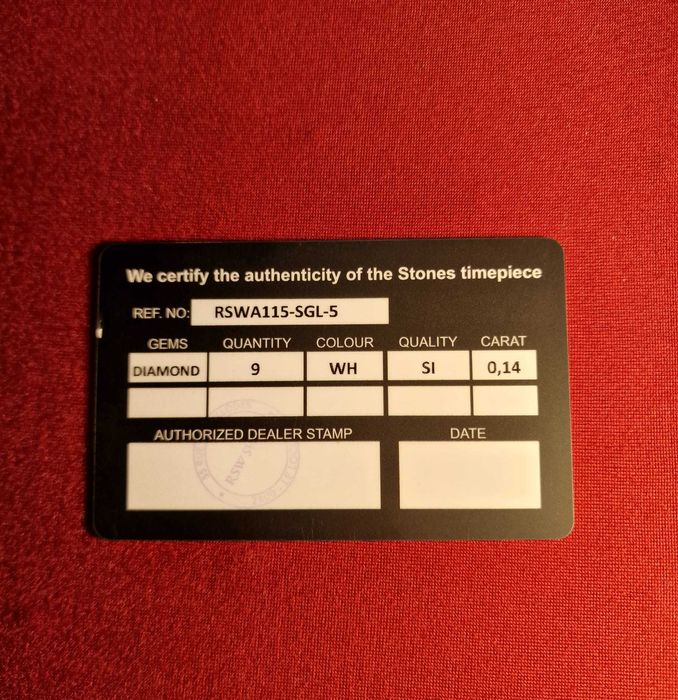 We certify the authenticity of the Stones timepiece
REF. NO: RSWA115-SGL-5
GEMS QUANTITY COLOUR QUALITY CARAT
DIAMOND 9 WH SI 0,14
AUTHORIZED DEALER STAMP DATE
RSW